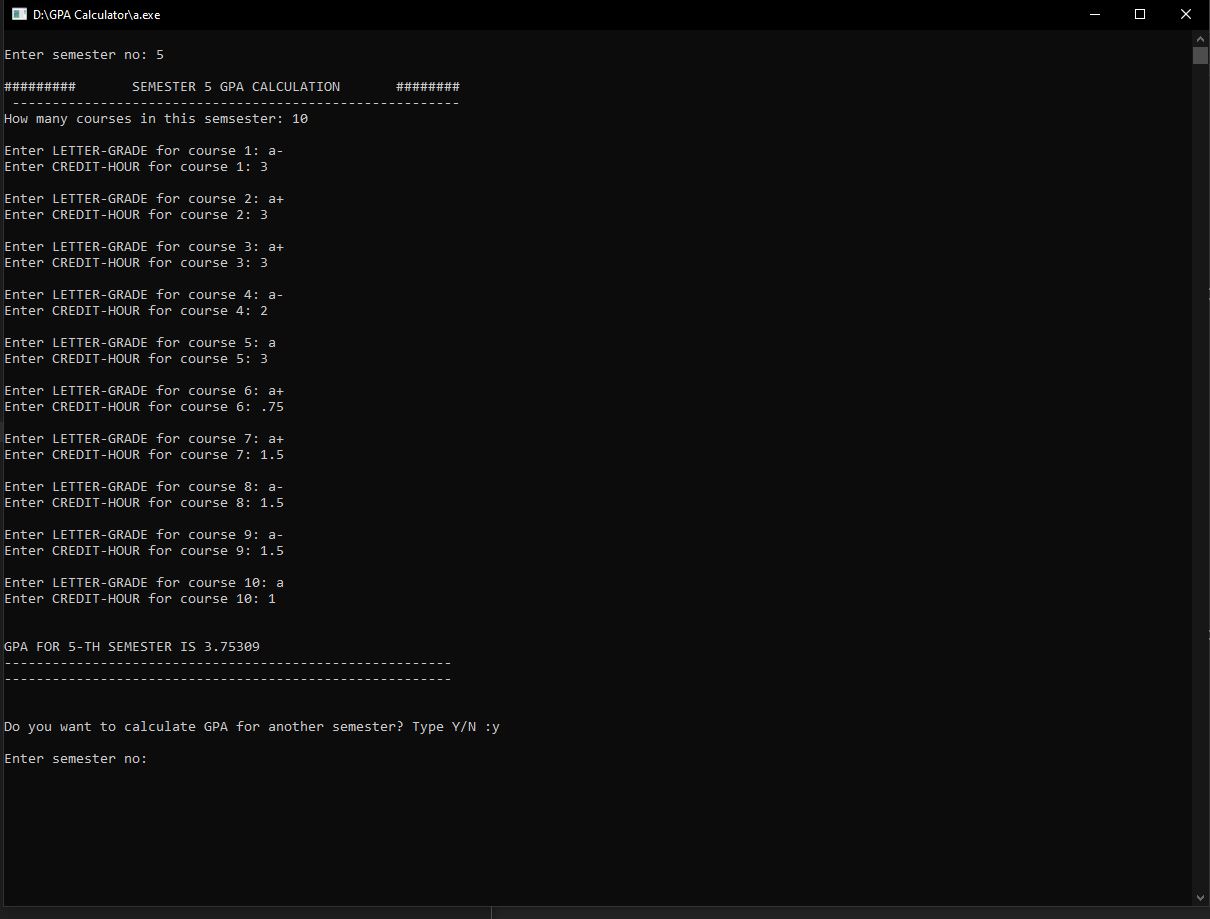 D:\GPA Calculator\a.exe
Enter semester no: 5
#########       SEMESTER 5 GPA CALCULATION       ########
--------------------------------------------------------
How many courses in this semsester: 10
Enter LETTER-GRADE for course 1: a-
Enter CREDIT-HOUR for course 1: 3
Enter LETTER-GRADE for course 2: a+
Enter CREDIT-HOUR for course 2: 3
Enter LETTER-GRADE for course 3: a+
Enter CREDIT-HOUR for course 3: 3
Enter LETTER-GRADE for course 4: a-
Enter CREDIT-HOUR for course 4: 2
Enter LETTER-GRADE for course 5: a
Enter CREDIT-HOUR for course 5: 3
Enter LETTER-GRADE for course 6: a+
Enter CREDIT-HOUR for course 6: .75
Enter LETTER-GRADE for course 7: a+
Enter CREDIT-HOUR for course 7: 1.5
Enter LETTER-GRADE for course 8: a-
Enter CREDIT-HOUR for course 8: 1.5
Enter LETTER-GRADE for course 9: a-
Enter CREDIT-HOUR for course 9: 1.5
Enter LETTER-GRADE for course 10: a
Enter CREDIT-HOUR for course 10: 1
GPA FOR 5-TH SEMESTER IS 3.75309
--------------------------------------------------------
--------------------------------------------------------
Do you want to calculate GPA for another semester? Type Y/N :y
Enter semester no: